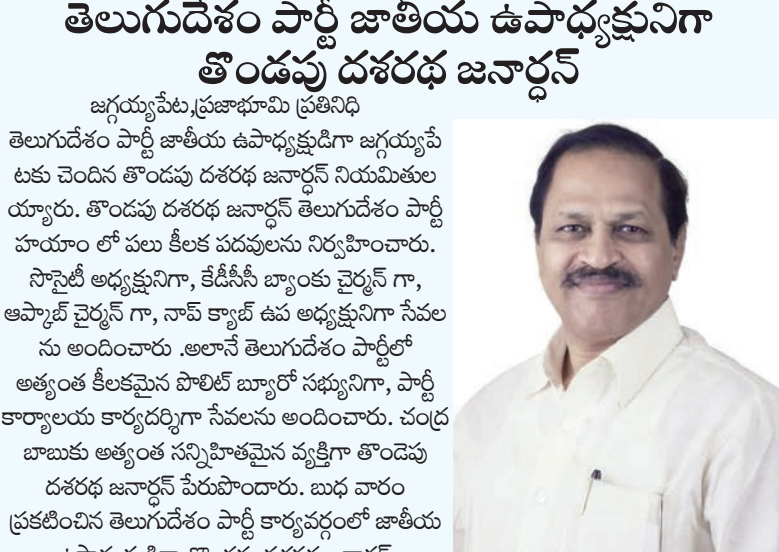 తెలుగుదేశం పార్టీ జాతీయ ఉపాధ్యక్షునిగా
తొండపు దశరథ జనార్ధన్
జగ్గయ్యపేట,ప్రజాభూమి ప్రతినిధి
తెలుగుదేశం పార్టీ జాతీయ ఉపాధ్యక్షుడిగా జగ్గయ్యపే
టకు చెందిన తొండపు దశరథ జనార్ధన్ నియమితుల
య్యారు. తొండపు దశరథ జనార్ధన్ తెలుగుదేశం పార్టీ
హయాం లో పలు కీలక పదవులను నిర్వహించారు.
సొసైటీ అధ్యక్షునిగా, కేడీసీసీ బ్యాంకు చైర్మన్ గా,
ఆప్కాబ్ చైర్మన్ గా, నాప్ క్యాబ్ ఉప అధ్యక్షునిగా సేవల
ను అందించారు .అలానే తెలుగుదేశం పార్టీలో
అత్యంత కీలకమైన పొలిట్ బ్యూరో సభ్యునిగా, పార్టీ
కార్యాలయ కార్యదర్శిగా సేవలను అందించారు. చంద్ర
బాబుకు అత్యంత సన్నిహితమైన వ్యక్తిగా తొండెపు
దశరథ జనార్ధన్ పేరుపొందారు. బుధ వారం
ప్రకటించిన తెలుగుదేశం పార్టీ కార్యవర్గంలో జాతీయ